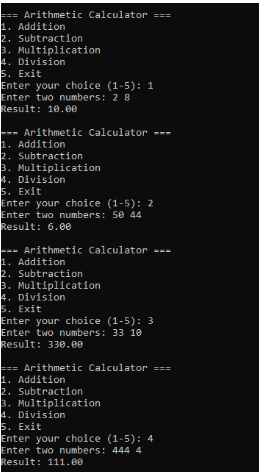 === Arithmetic Calculator ===
1. Addition
2. Subtraction
3. Multiplication
4. Division
5. Exit
Enter your choice (1-5): 1
Enter two numbers: 2 8
Result: 10.00
=== Arithmetic Calculator ===
1. Addition
2. Subtraction
3. Multiplication
4. Division
5. Exit
Enter your choice (1-5): 2
Enter two numbers: 50 44
Result: 6.00
=== Arithmetic Calculator ===
1. Addition
2. Subtraction
3. Multiplication
4. Division
5. Exit
Enter your choice (1-5): 3
Enter two numbers: 33 10
Result: 330.00
=== Arithmetic Calculator ===
1. Addition
2. Subtraction
3. Multiplication
4. Division
5. Exit
Enter your choice (1-5): 4
Enter two numbers: 444 4
Result: 111.00